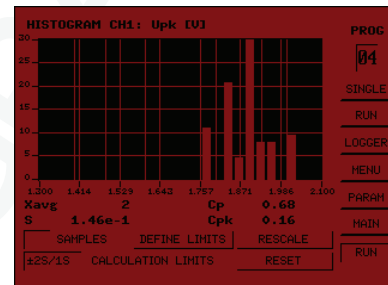 HISTOGRAM CH1: Upk [V]
PROG
04
30
25
20
15
10
5
0
1.300 1.414 1.529 1.643 1.757 1.871 1.986 2.100
SINGLE
RUN
LOGGER
MENU
PARAM
MAIN
RUN
Xavg 2 Cp 0.68
S 1.46e-1 Cpk 0.16
SAMPLES DEFINE LIMITS RESCALE
±2S/1S CALCULATION LIMITS RESET